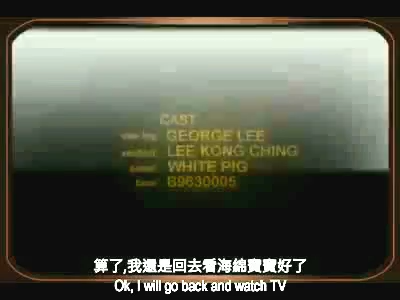 CAST
GEORGE LEE
LEE KONG CHING
WHITE PIG
B9630005
算了,我還是回去看海綿寶寶好了
Ok, I will go back and watch TV